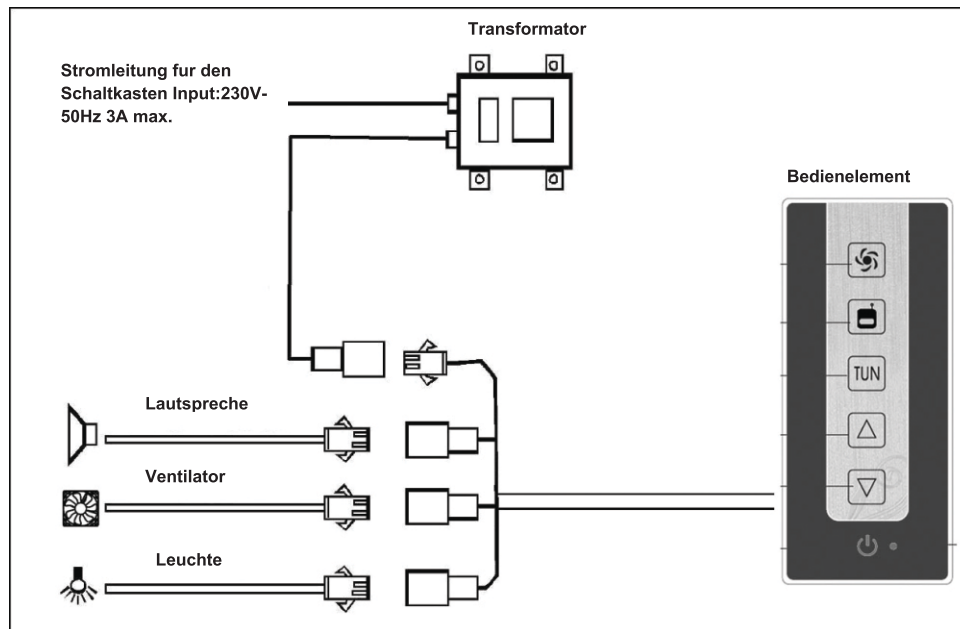 Transformator
Stromleitung fur den
Schaltkasten Input:230V-
50Hz 3A max.
Bedienelement
TUN
Lautspreche
Ventilator
Leuchte